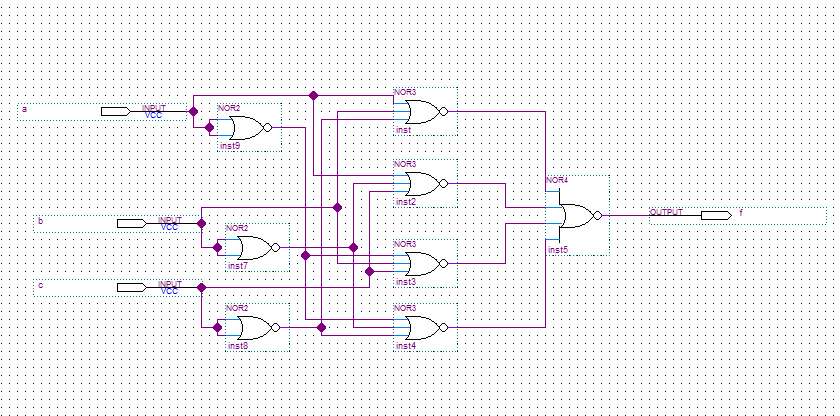 a
INPUT
VCC
NOR2
inst9
NOR3
inst
NOR3
inst2
NOR4
inst5
OUTPUT
f
b
INPUT
VCC
NOR2
inst7
NOR3
inst3
c
INPUT
VCC
NOR2
inst8
NOR3
inst4